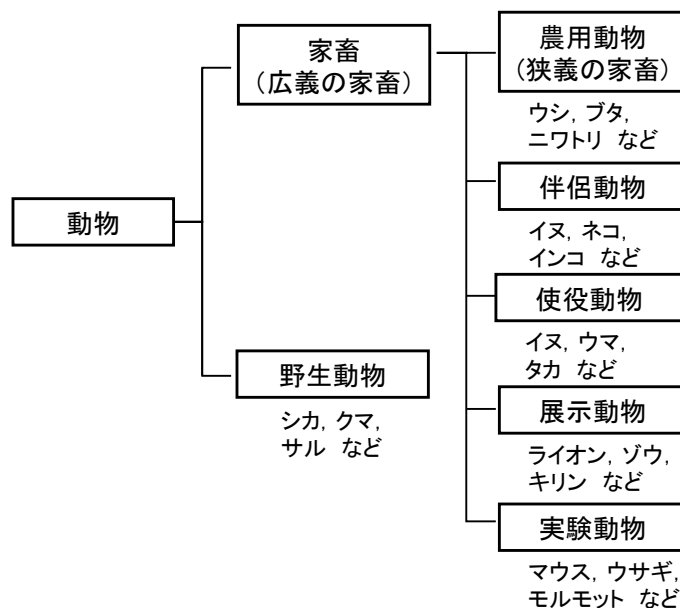 動物
家畜
（広義の家畜）
野生動物
シカ, クマ,
サル など
農用動物
（狭義の家畜）
ウシ, ブタ,
ニワトリ など
伴侶動物
イヌ, ネコ,
インコ など
使役動物
イヌ, ウマ,
タカ など
展示動物
ライオン, ゾウ,
キリン など
実験動物
マウス, ウサギ,
モルモット など